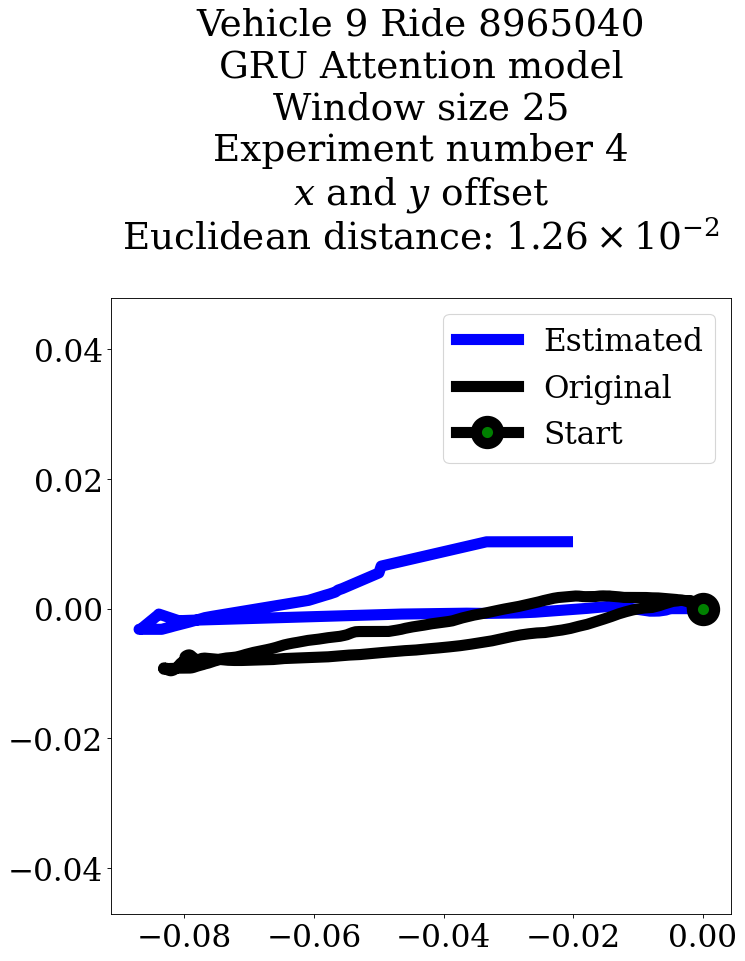 Vehicle 9 Ride 8965040
GRU Attention model
Window size 25
Experiment number 4
x and y offset
Euclidean distance: 1.26 × 10⁻²
Estimated
Original
Start
0.04
0.02
0.00
−0.02
−0.04
−0.08
−0.06
−0.04
−0.02
0.00